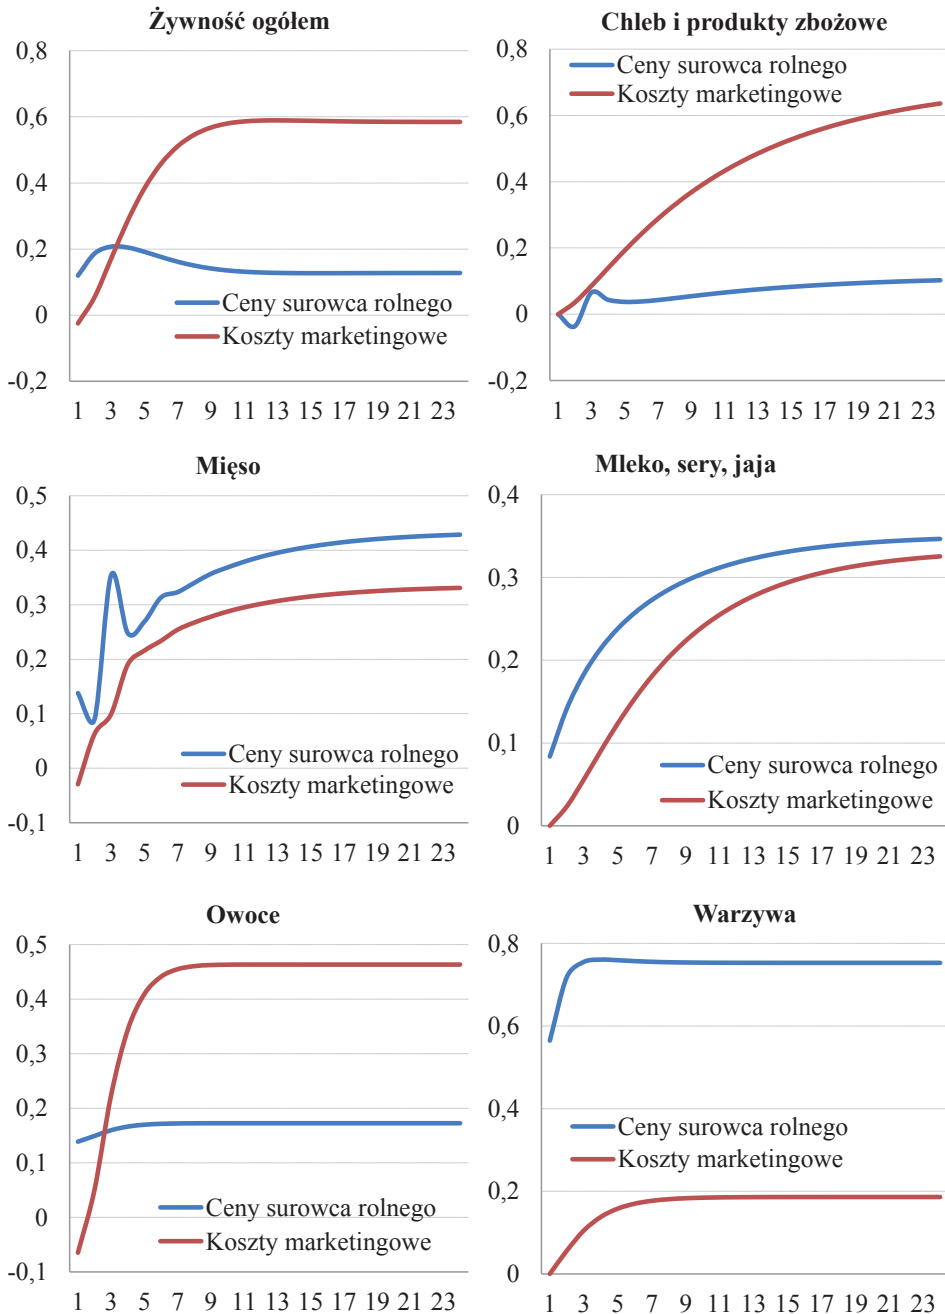 Żywność ogółem
0,8
0,6
0,4
0,2
0
-0,2
Ceny surowca rolnego
Koszty marketingowe
1 3 5 7 9 11 13 15 17 19 21 23
Chleb i produkty zbożowe
0,8
0,6
0,4
0,2
0
-0,2
Ceny surowca rolnego
Koszty marketingowe
1 3 5 7 9 11 13 15 17 19 21 23
Mięso
0,5
0,4
0,3
0,2
0,1
0
-0,1
Ceny surowca rolnego
Koszty marketingowe
1 3 5 7 9 11 13 15 17 19 21 23
Mleko, sery, jaja
0,4
0,3
0,2
0,1
0
Ceny surowca rolnego
Koszty marketingowe
1 3 5 7 9 11 13 15 17 19 21 23
Owoce
0,5
0,4
0,3
0,2
0,1
0
-0,1
Ceny surowca rolnego
Koszty marketingowe
1 3 5 7 9 11 13 15 17 19 21 23
Warzywa
0,8
0,6
0,4
0,2
0
Ceny surowca rolnego
Koszty marketingowe
1 3 5 7 9 11 13 15 17 19 21 23